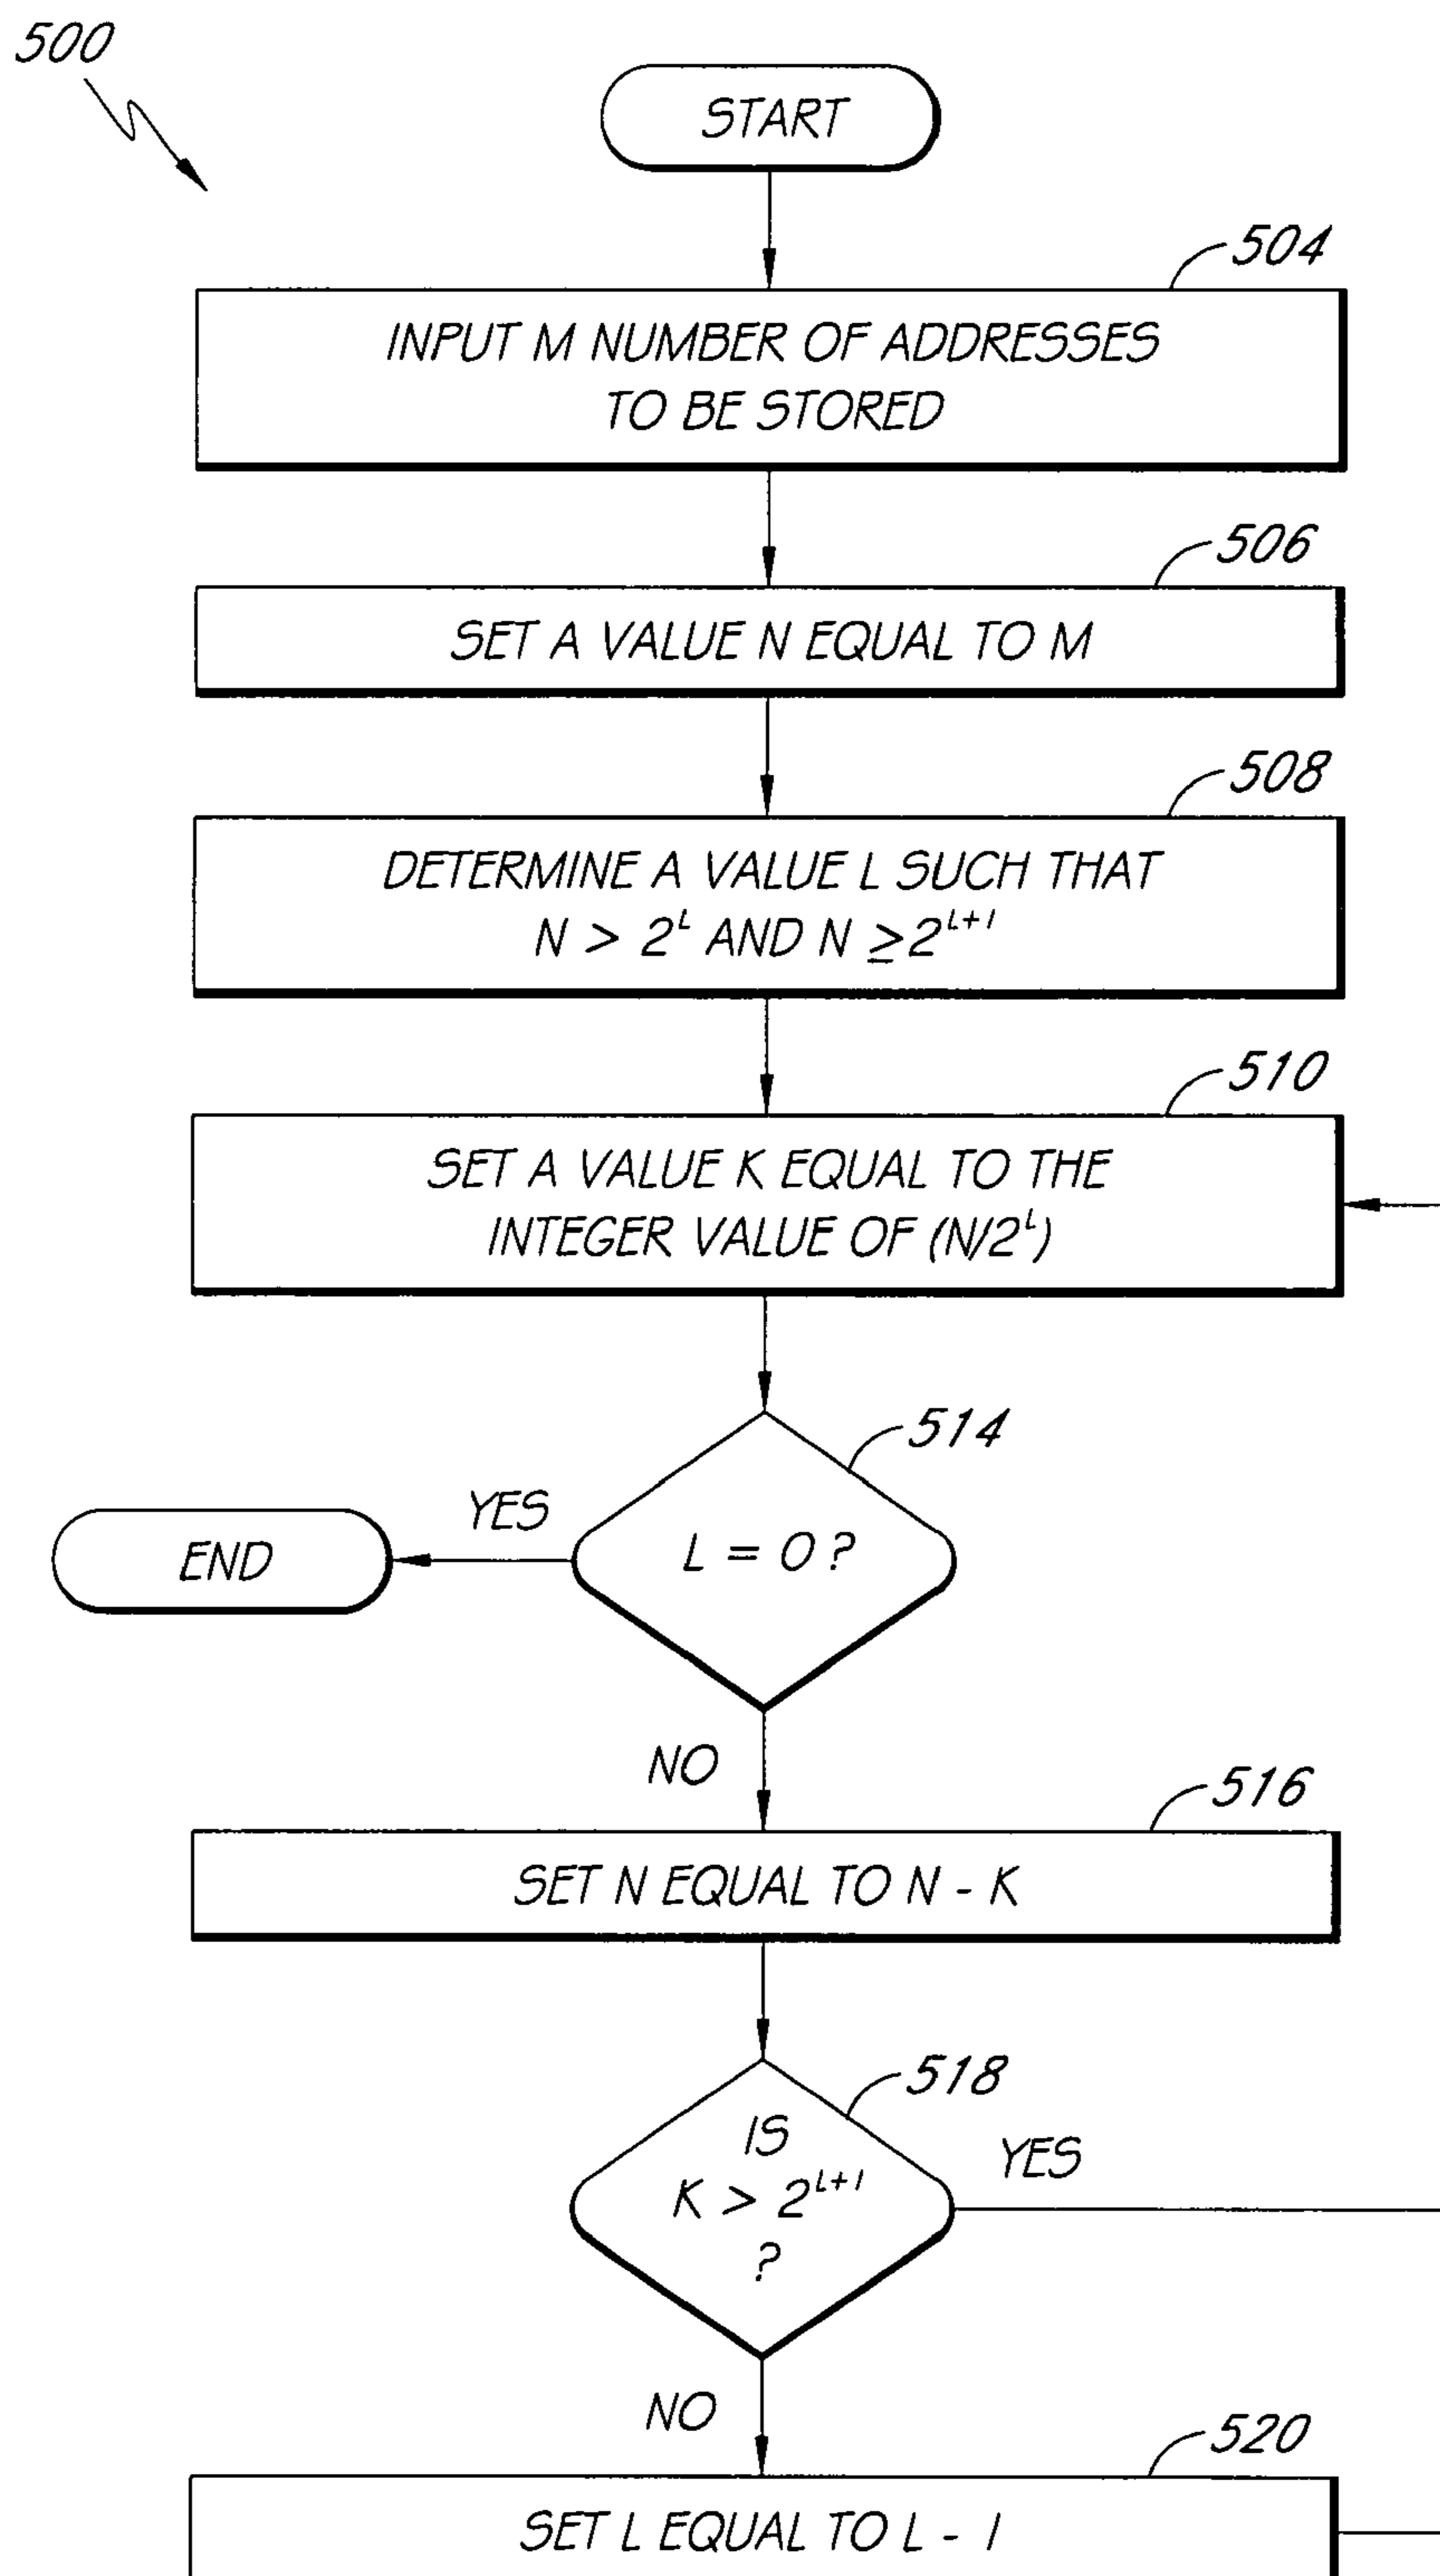 500
START
504
INPUT M NUMBER OF ADDRESSES
TO BE STORED
506
SET A VALUE N EQUAL TO M
508
DETERMINE A VALUE L SUCH THAT
N > 2^L AND N ≥ 2^L+1
510
SET A VALUE K EQUAL TO THE
INTEGER VALUE OF (N/2^L)
514
YES
L = 0 ?
END
NO
516
SET N EQUAL TO N - K
518
IS
YES
K > 2^L+1
?
NO
520
SET L EQUAL TO L - 1